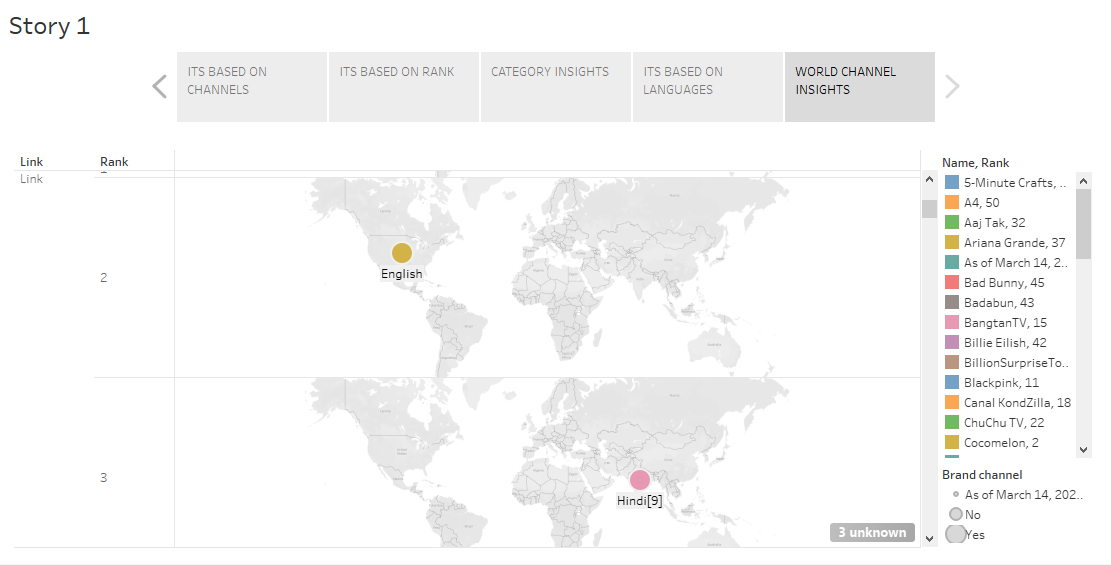 Story 1
ITS BASED ON
CHANNELS
ITS BASED ON RANK
CATEGORY INSIGHTS
ITS BASED ON
LANGUAGES
WORLD CHANNEL
INSIGHTS
Link
Rank
Link
2
English
3
Hindi[9]
3 unknown
Name, Rank
5-Minute Crafts, ..
A4, 50
Aaj Tak, 32
Ariana Grande, 37
As of March 14, 2..
Bad Bunny, 45
Badabun, 43
BangtanTV, 15
Billie Eilish, 42
BillionSurpriseTo..
Blackpink, 11
Canal KondZilla, 18
ChuChu TV, 22
Cocomelon, 2
Brand channel
As of March 14, 202..
No
Yes